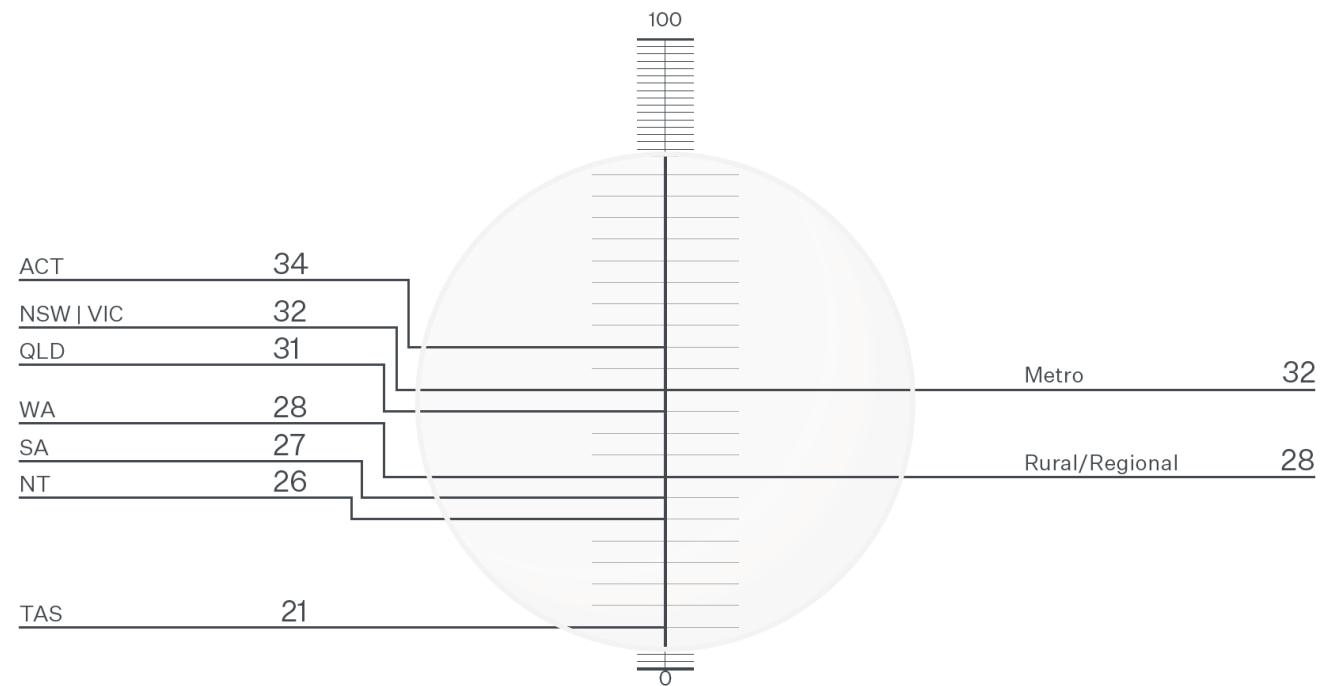 100
ACT 34
NSW | VIC 32
QLD 31
Metro 32
WA 28
SA 27
Rural/Regional 28
NT 26
TAS 21
0